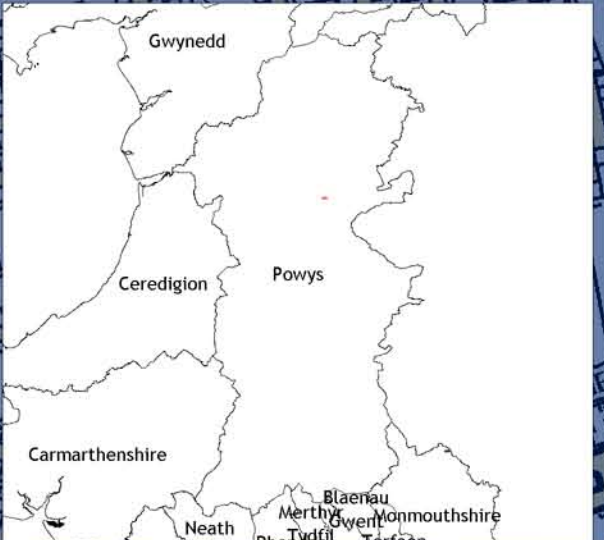 Gwynedd
Ceredigion
Powys
Carmarthenshire
Blaenau
Gwent
Merthyr
Tydfil
Monmouthshire
Neath